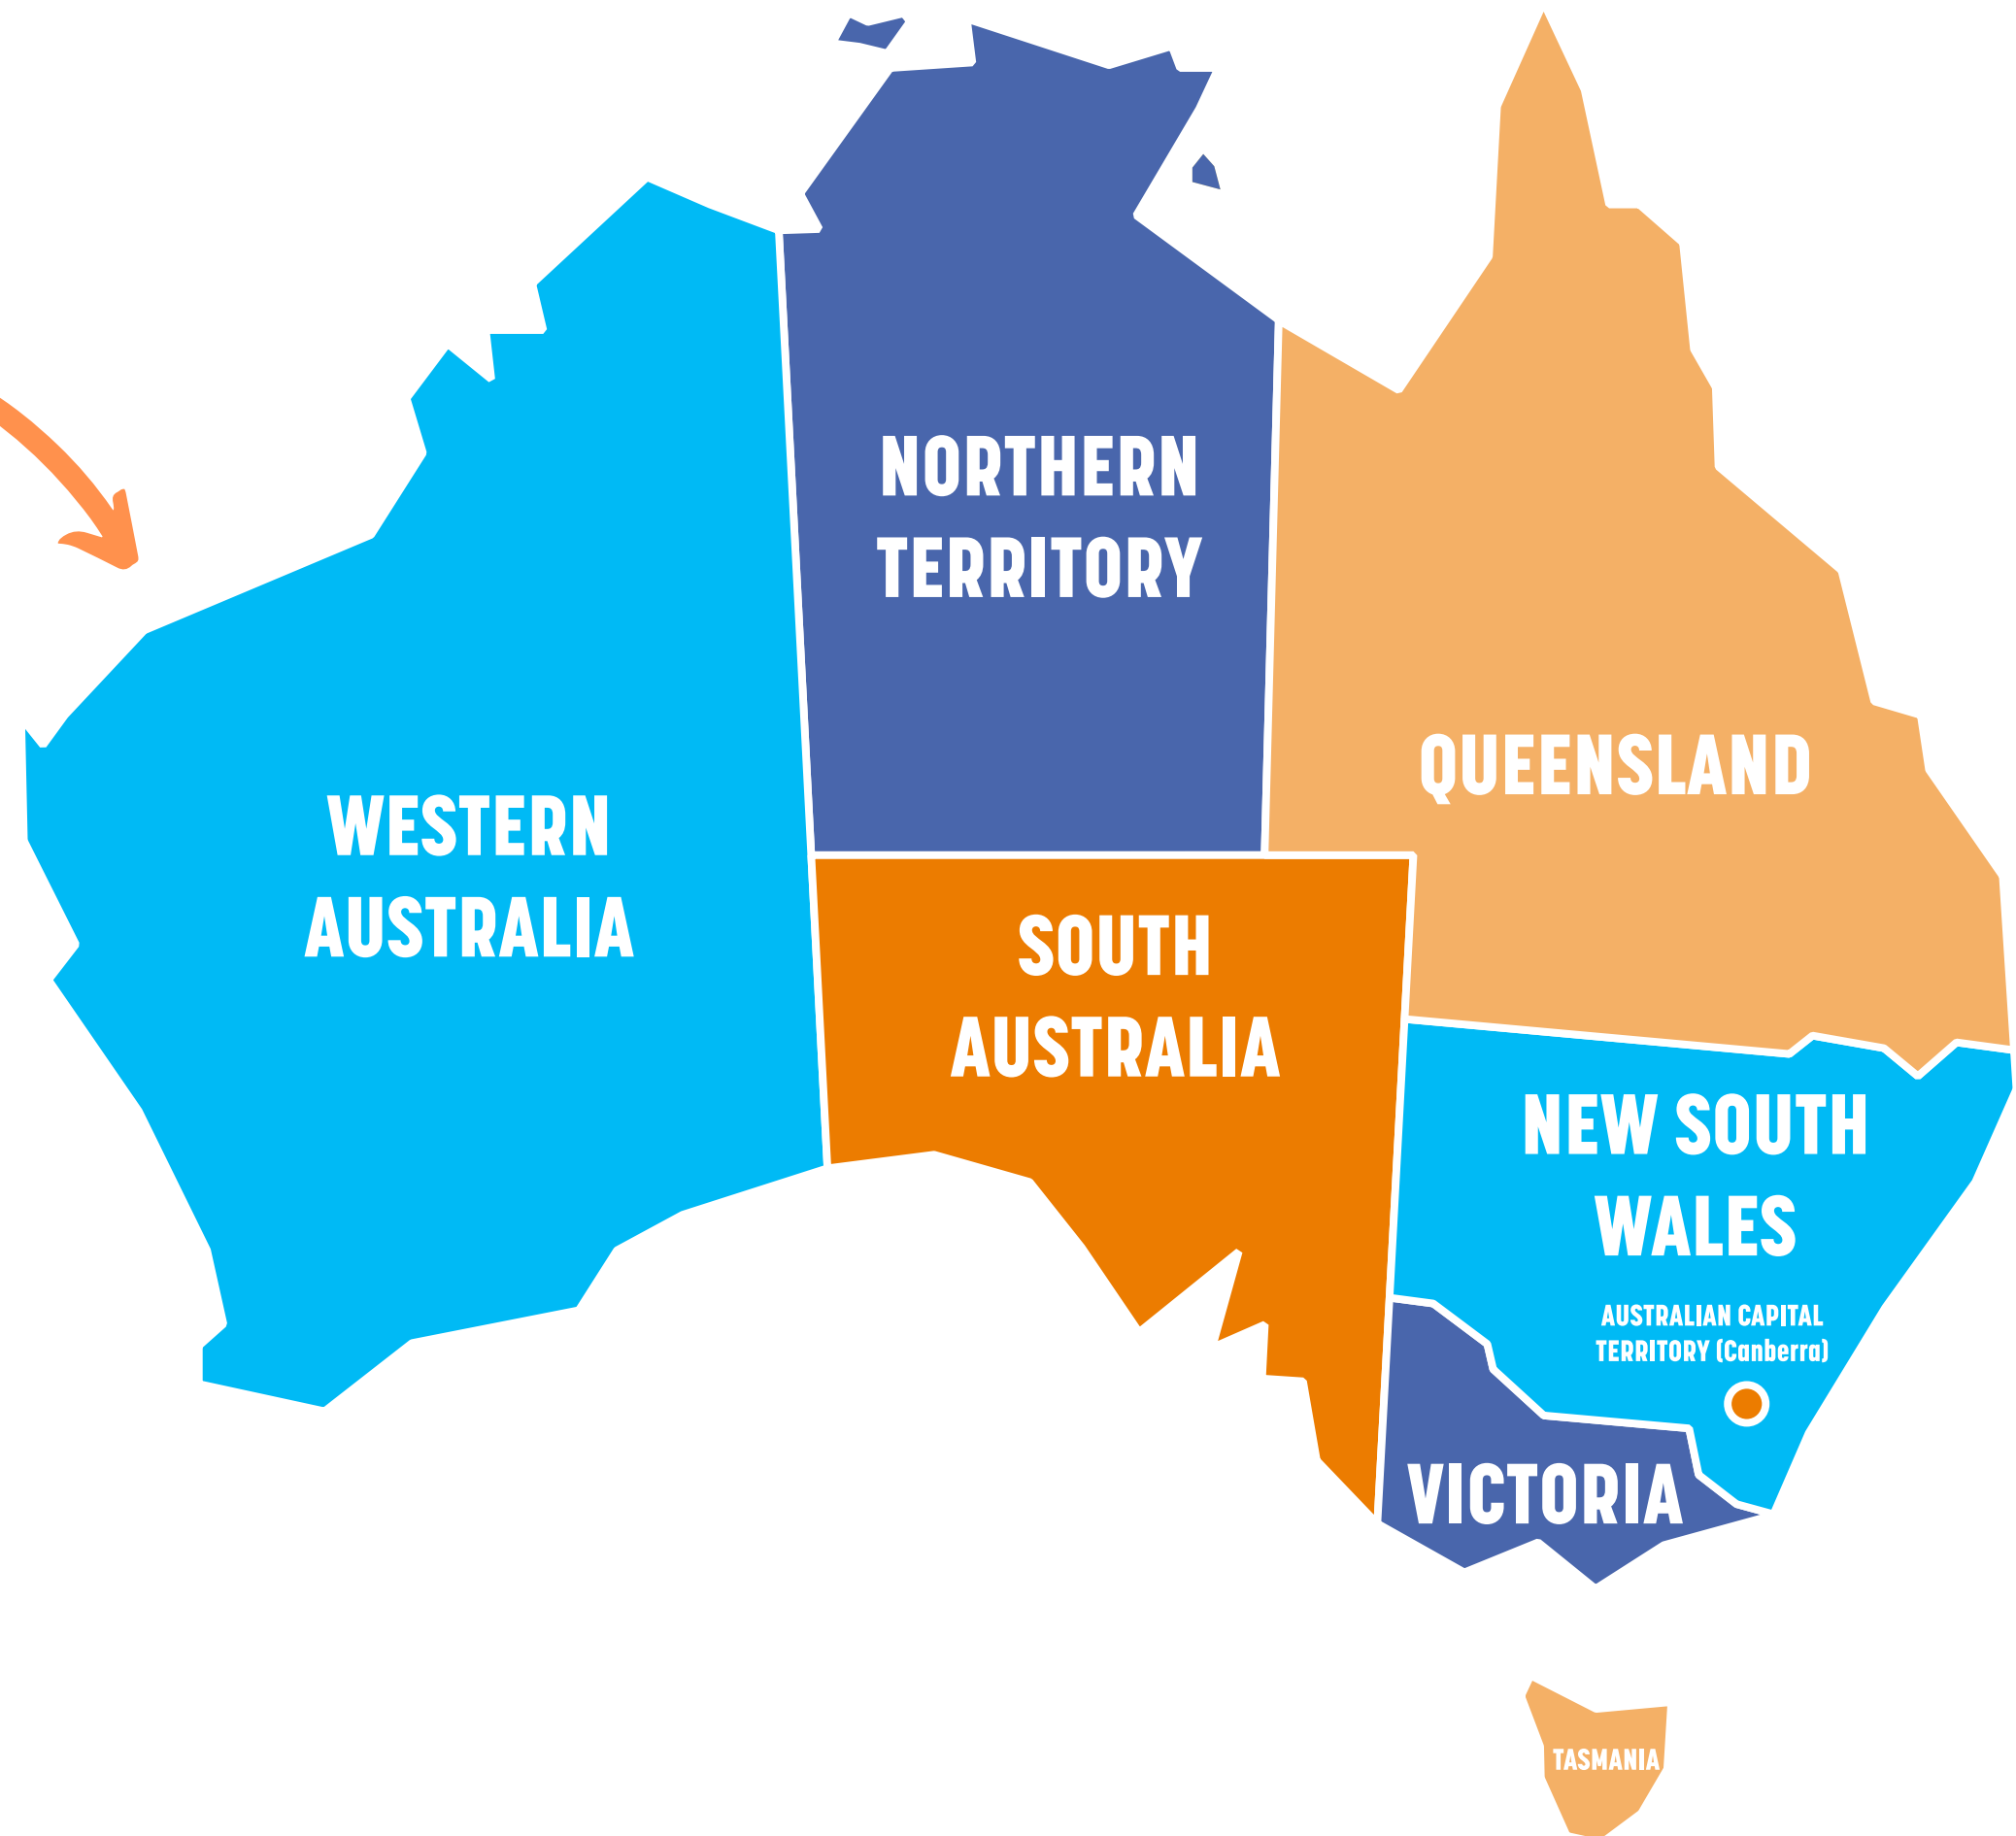 NORTHERN
TERRITORY
QUEENSLAND
WESTERN
AUSTRALIA
SOUTH
AUSTRALIA
NEW SOUTH
WALES
AUSTRALIAN CAPITAL
TERRITORY (Canberra)
VICTORIA
TASMANIA